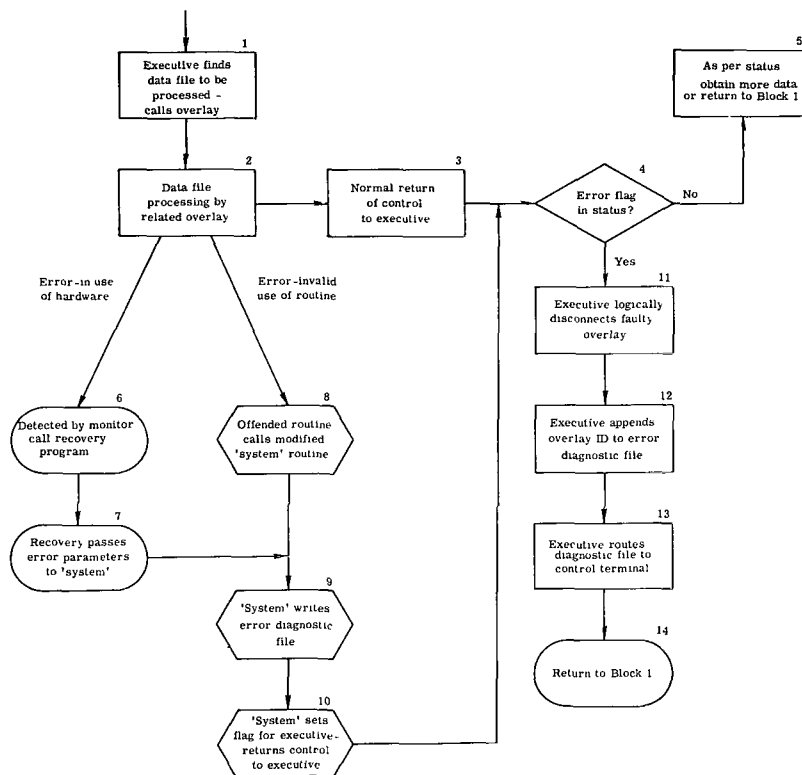 1
Executive finds
data file to be
processed -
calls overlay
2
Data file
processing by
related overlay
3
Normal return
of control
to executive
4
Error flag
in status?
No
5
As per status
obtain more data
or return to Block 1
Yes
Error-in use
of hardware
Error-invalid
use of routine
6
Detected by monitor
call recovery
program
7
Recovery passes
error parameters
to 'system'
8
Offended routine
calls modified
'system' routine
9
'System' writes
error diagnostic
file
10
'System' sets
flag for executive-
returns control
to executive
11
Executive logically
disconnects faulty
overlay
12
Executive appends
overlay ID to error
diagnostic file
13
Executive routes
diagnostic file to
control terminal
14
Return to Block 1